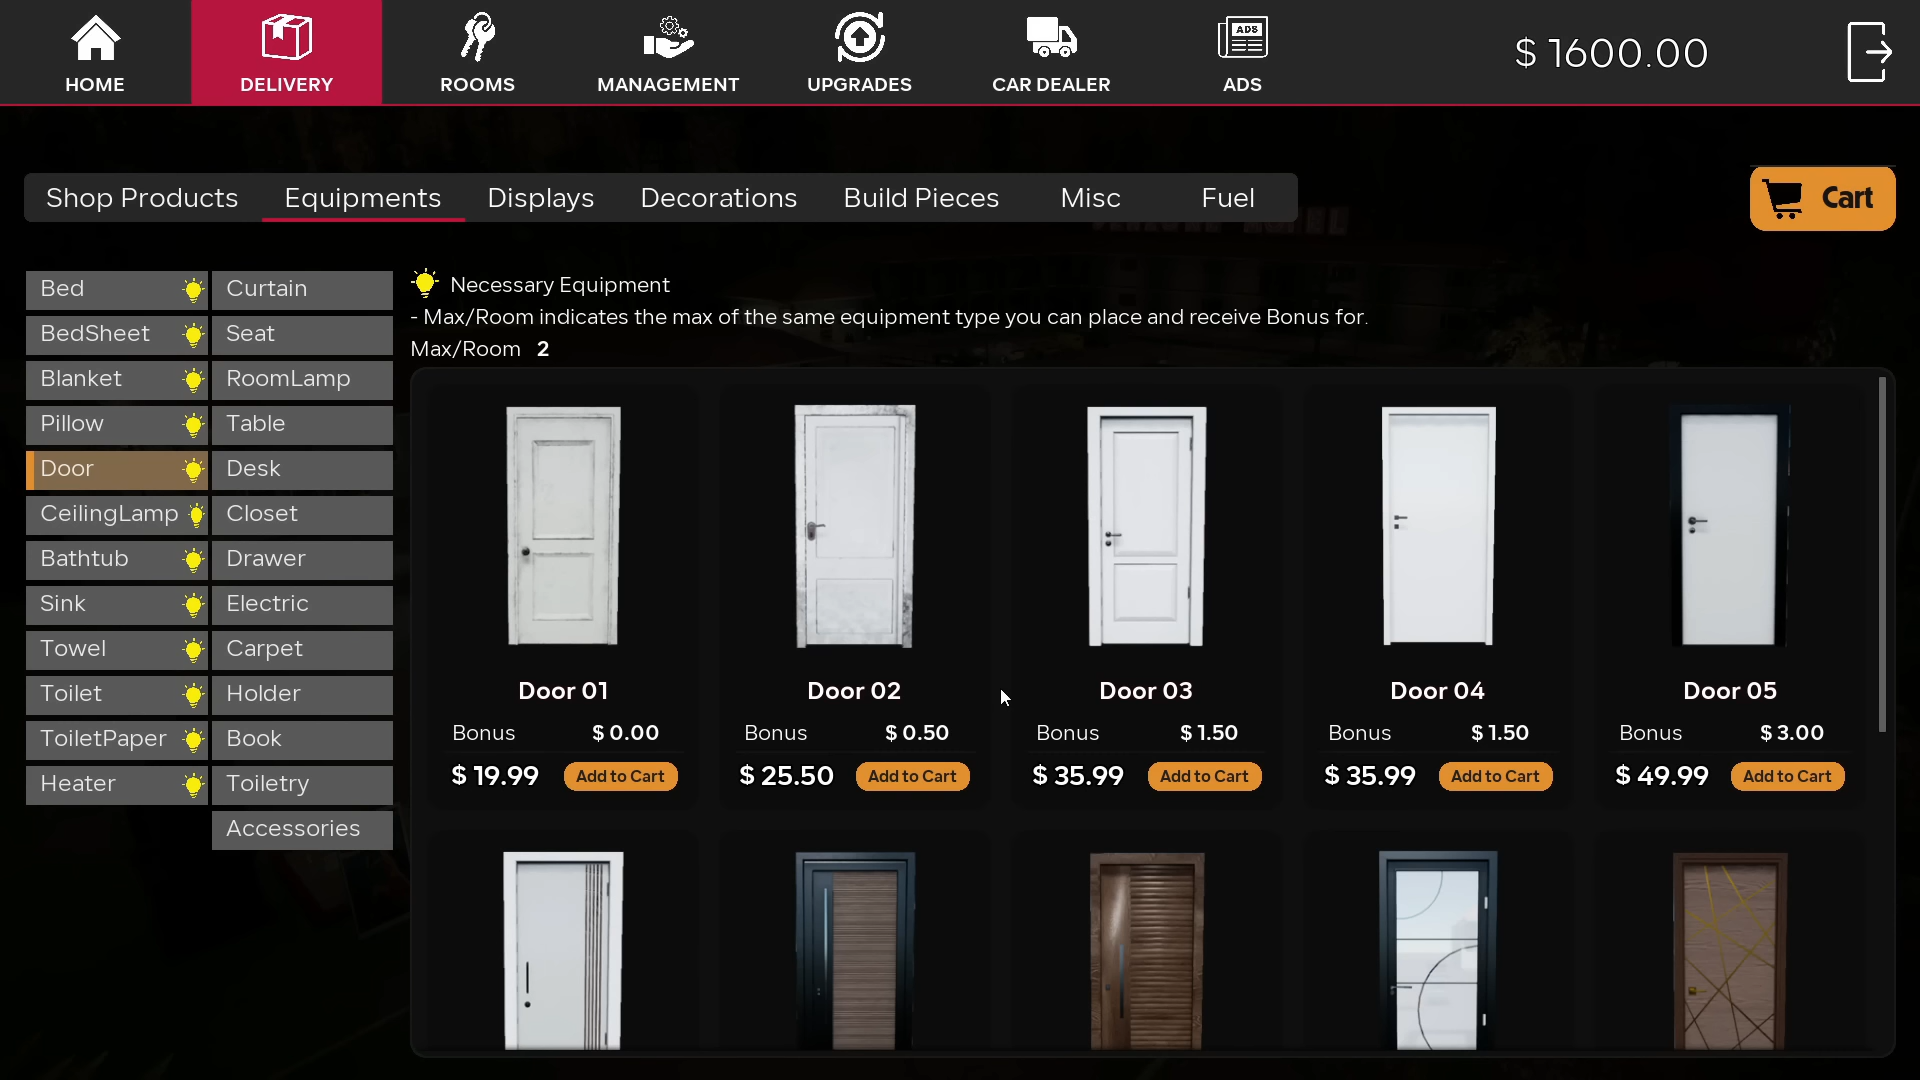 HOME
DELIVERY
ROOMS
MANAGEMENT
UPGRADES
CAR DEALER
ADS
ADS
$ 1600.00
Shop Products
Equipments
Displays
Decorations
Build Pieces
Misc
Fuel
Cart
Bed
Curtain
BedSheet
Seat
Blanket
RoomLamp
Pillow
Table
Door
Desk
CeilingLamp
Closet
Bathtub
Drawer
Sink
Electric
Towel
Carpet
Toilet
Holder
ToiletPaper
Book
Heater
Toiletry
Accessories
Necessary Equipment
- Max/Room indicates the max of the same equipment type you can place and receive Bonus for.
Max/Room 2
Door 01
Bonus $ 0.00
$ 19.99 Add to Cart
Door 02
Bonus $ 0.50
$ 25.50 Add to Cart
Door 03
Bonus $ 1.50
$ 35.99 Add to Cart
Door 04
Bonus $ 1.50
$ 35.99 Add to Cart
Door 05
Bonus $ 3.00
$ 49.99 Add to Cart